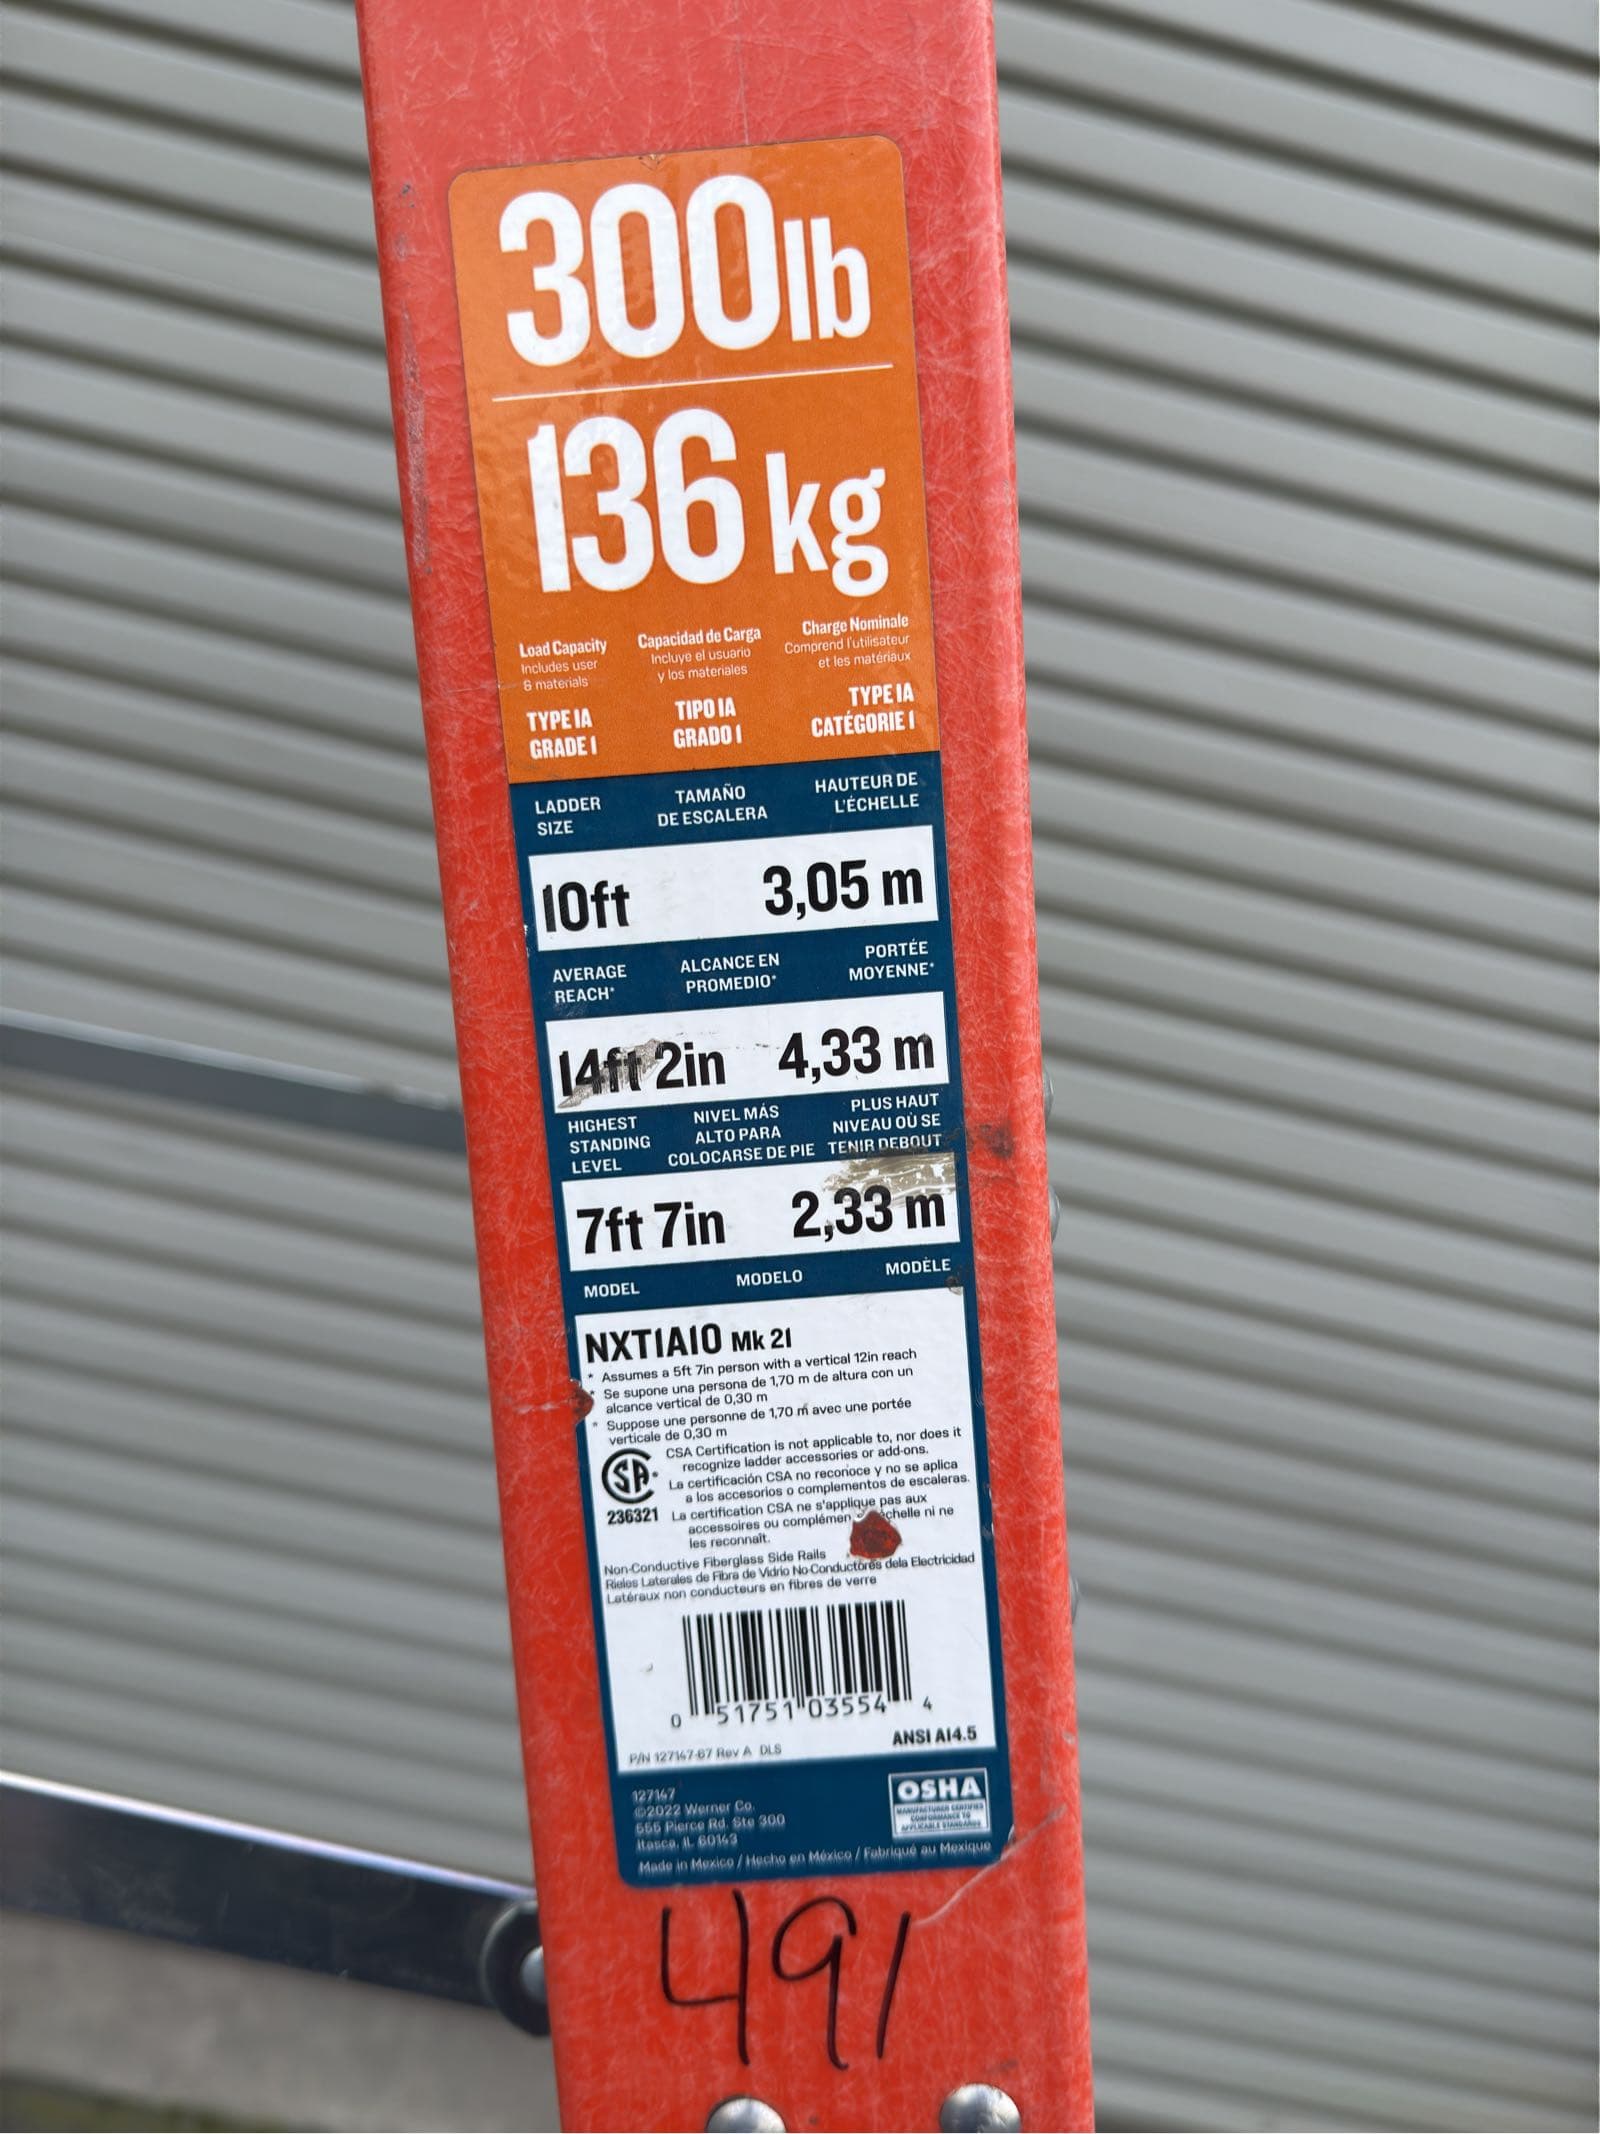 300lb
136 kg
Load Capacity
Includes user
& materials
TYPE IA
GRADE I
Capacidad de Carga
Incluye el usuario
y los materiales
TIPO IA
GRADO I
Charge Nominale
Comprend l'utilisateur
et les matériaux
TYPE IA
CATÉGORIE I
LADDER
SIZE
TAMAÑO
DE ESCALERA
HAUTEUR DE
L'ÉCHELLE
10ft 3,05 m
AVERAGE
REACH*
ALCANCE EN
PROMEDIO*
PORTÉE
MOYENNE*
14ft 2in 4,33 m
HIGHEST
STANDING
LEVEL
NIVEL MÁS
ALTO PARA
COLOCARSE DE PIE
PLUS HAUT
NIVEAU OÙ SE
TENIR DEBOUT
7ft 7in 2,33 m
MODEL MODELO MODÈLE
NXT1A10 Mk 21
* Assumes a 5ft 7in person with a vertical 12in reach
* Se supone una persona de 1,70 m de altura con un
alcance vertical de 0,30 m
* Suppose une personne de 1,70 m avec une portée
verticale de 0,30 m
CSA Certification is not applicable to, nor does it
recognize ladder accessories or add-ons.
La certificación CSA no reconoce y no se aplica
a los accesorios o complementos de escaleras.
236321 La certification CSA ne s'applique pas aux
accessoires ou complémen échelle ni ne
les reconnaît.
Non-Conductive Fiberglass Side Rails
Rieles Laterales de Fibra de Vidrio No-Conductores dela Electricidad
Latéraux non conducteurs en fibres de verre
0 51751 03554 4
ANSI A14.5
P/N 127147-67 Rev A DLS
127147
©2022 Werner Co.
555 Pierce Rd. Ste 300
Itasca, IL 60143
OSHA
MANUFACTURER CERTIFIES
CONFORMANCE TO
APPLICABLE STANDARDS
Made in Mexico / Hecho en México / Fabriqué au Mexique
491